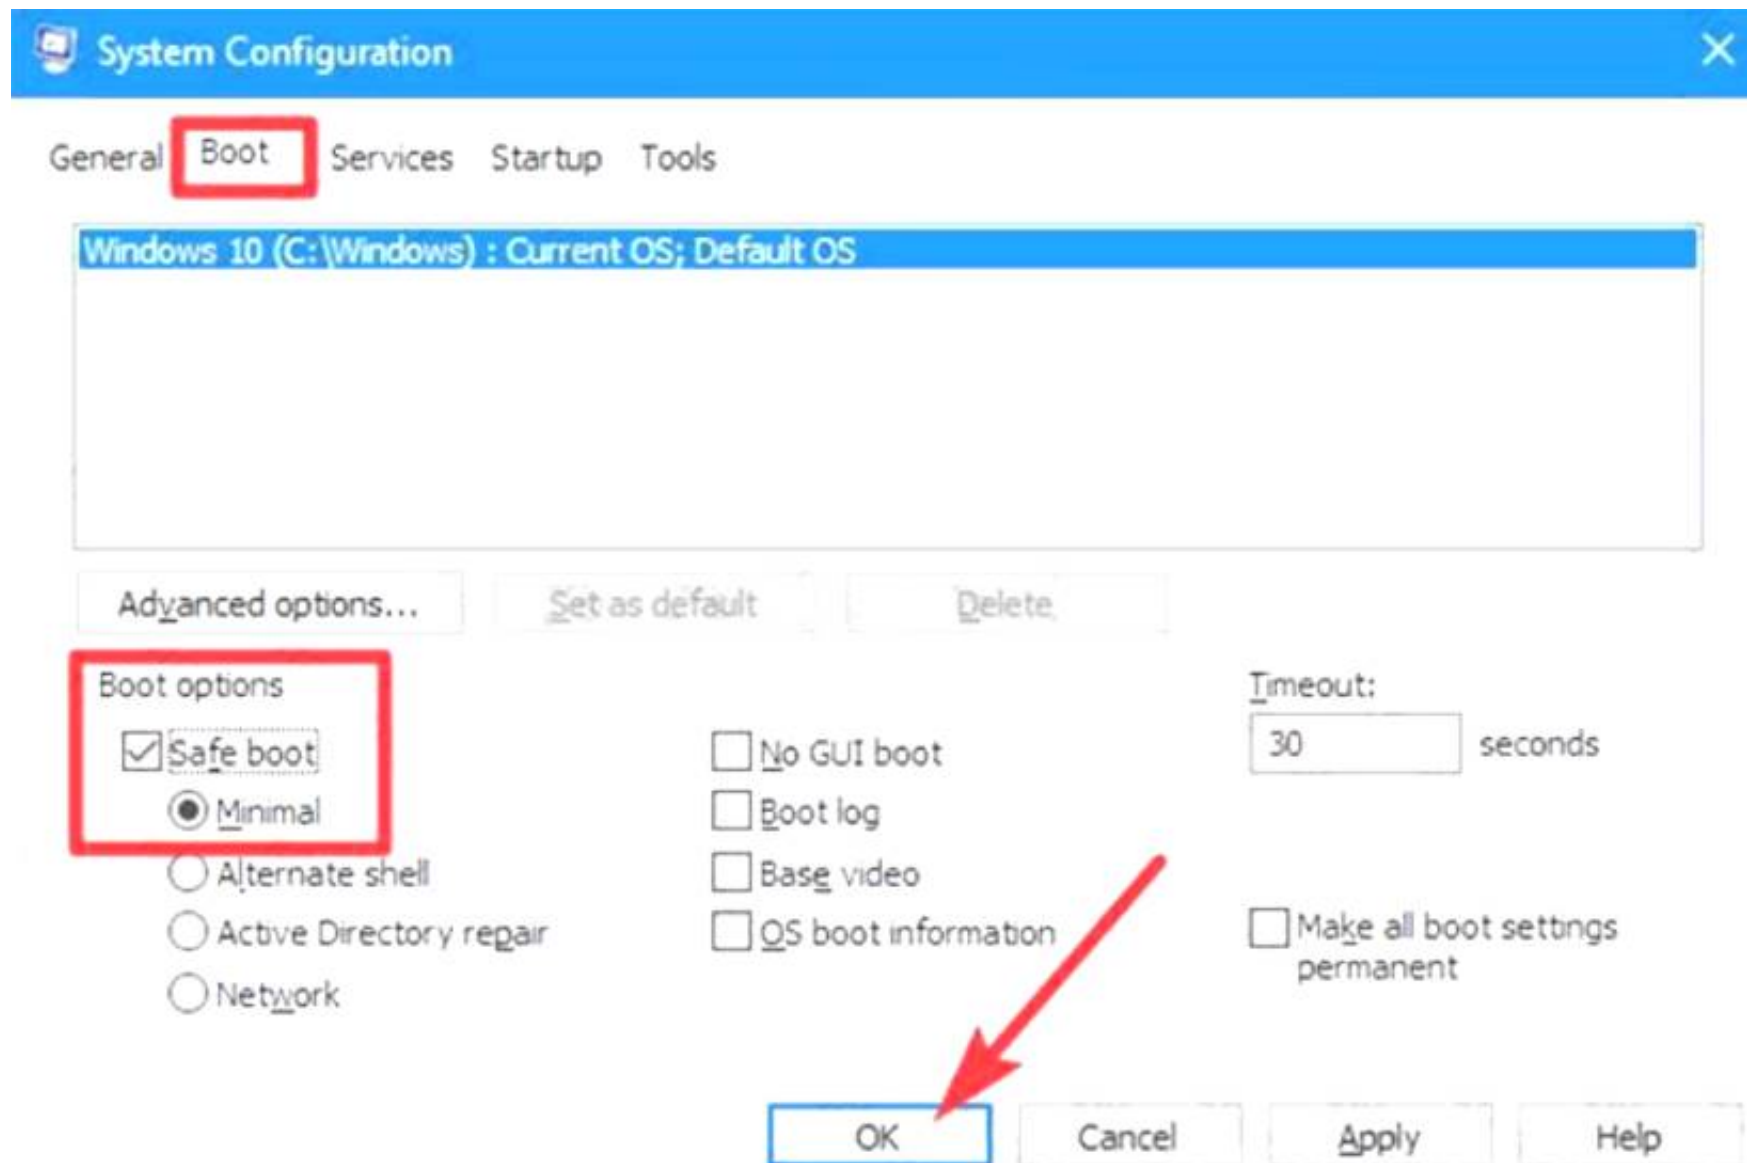 System Configuration
General Boot Services Startup Tools
Windows 10 (C:\Windows) : Current OS; Default OS
Advanced options... Set as default Delete
Boot options Timeout:
Safe boot No GUI boot 30 seconds
Minimal Boot log
Alternate shell Base video
Active Directory repair OS boot information Make all boot settings
permanent
Network
OK Cancel Apply Help